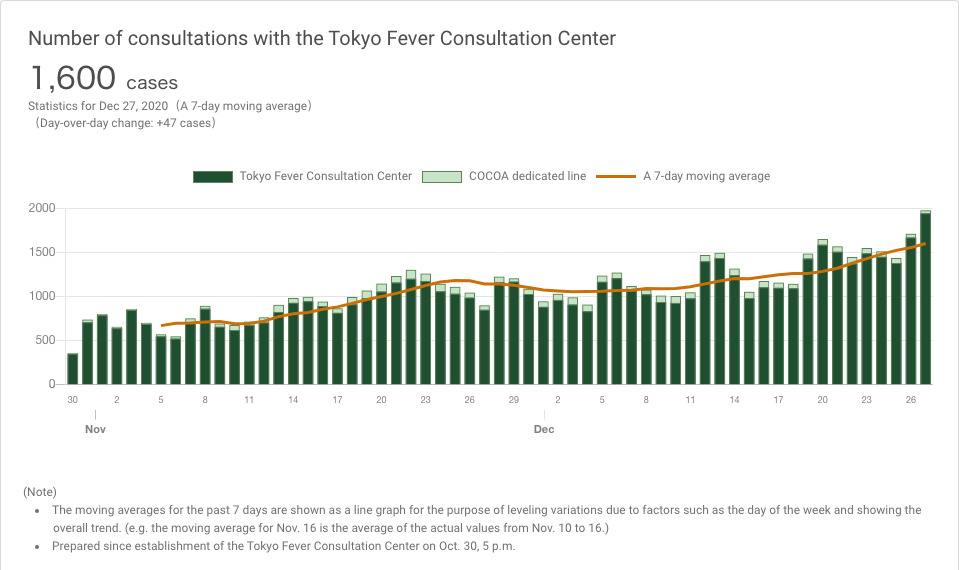 Number of consultations with the Tokyo Fever Consultation Center
1,600 cases
Statistics for Dec 27, 2020（A 7-day moving average）
（Day-over-day change: +47 cases）
Tokyo Fever Consultation Center COCOA dedicated line A 7-day moving average
2000
1500
1000
500
0
30 2 5 8 11 14 17 20 23 26 29 2 5 8 11 14 17 20 23 26
Nov Dec
(Note)
• The moving averages for the past 7 days are shown as a line graph for the purpose of leveling variations due to factors such as the day of the week and showing the
overall trend. (e.g. the moving average for Nov. 16 is the average of the actual values from Nov. 10 to 16.)
• Prepared since establishment of the Tokyo Fever Consultation Center on Oct. 30, 5 p.m.